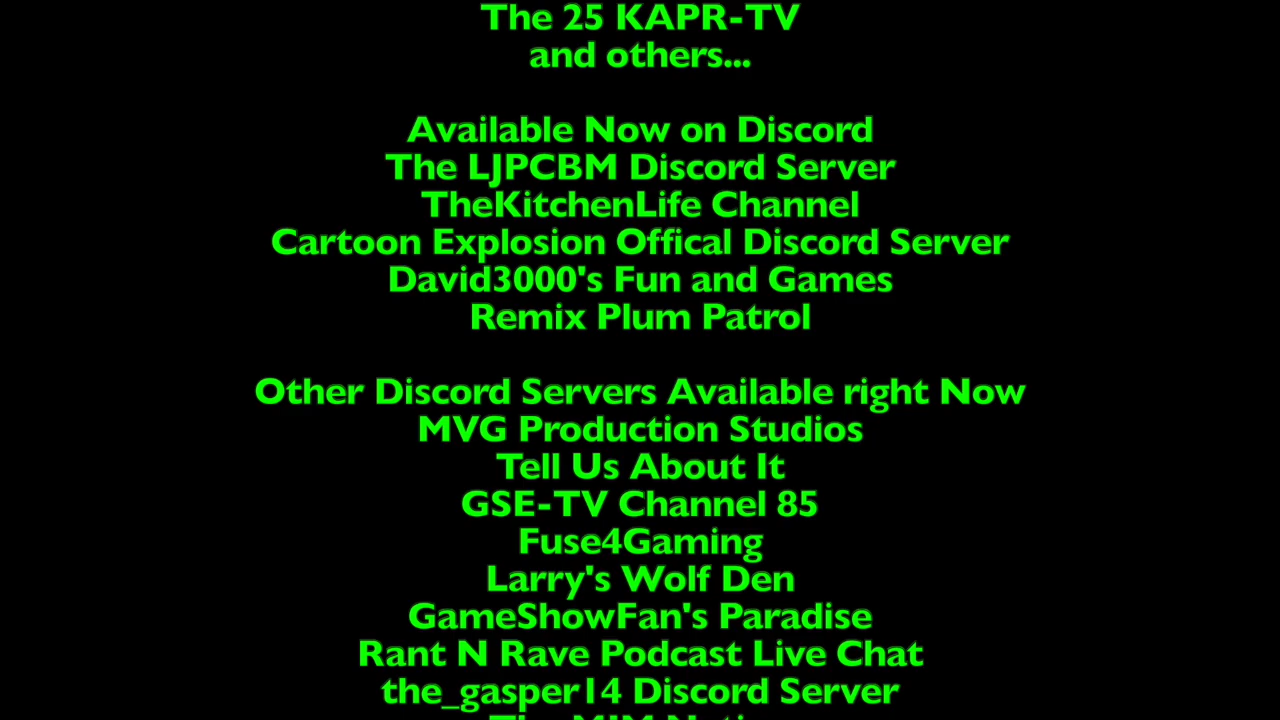 The 25 KAPR-TV
and others...
Available Now on Discord
The LJPCBM Discord Server
TheKitchenLife Channel
Cartoon Explosion Offical Discord Server
David3000's Fun and Games
Remix Plum Patrol
Other Discord Servers Available right Now
MVG Production Studios
Tell Us About It
GSE-TV Channel 85
Fuse4Gaming
Larry's Wolf Den
GameShowFan's Paradise
Rant N Rave Podcast Live Chat
the_gasper14 Discord Server